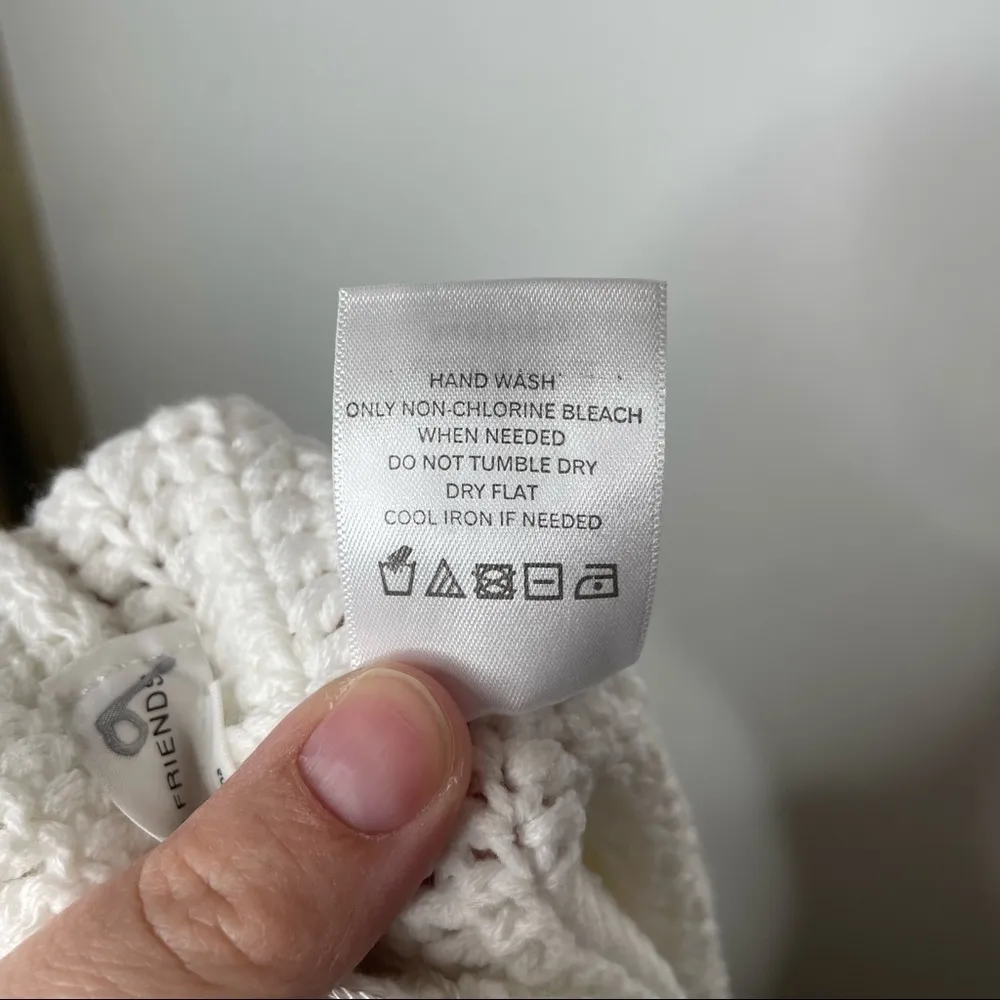 HAND WASH
ONLY NON-CHLORINE BLEACH
WHEN NEEDED
DO NOT TUMBLE DRY
DRY FLAT
COOL IRON IF NEEDED
FRIENDS